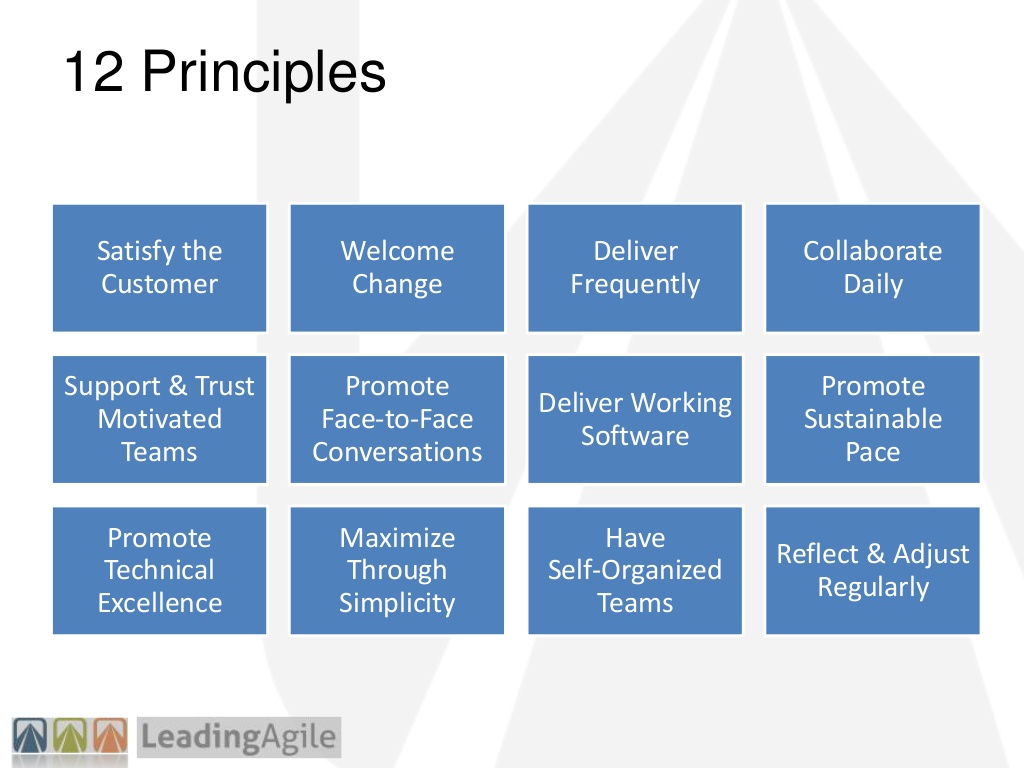 12 Principles
Satisfy the
Customer
Welcome
Change
Deliver
Frequently
Collaborate
Daily
Support & Trust
Motivated
Teams
Promote
Face-to-Face
Conversations
Deliver Working
Software
Promote
Sustainable
Pace
Promote
Technical
Excellence
Maximize
Through
Simplicity
Have
Self-Organized
Teams
Reflect & Adjust
Regularly
LeadingAgile